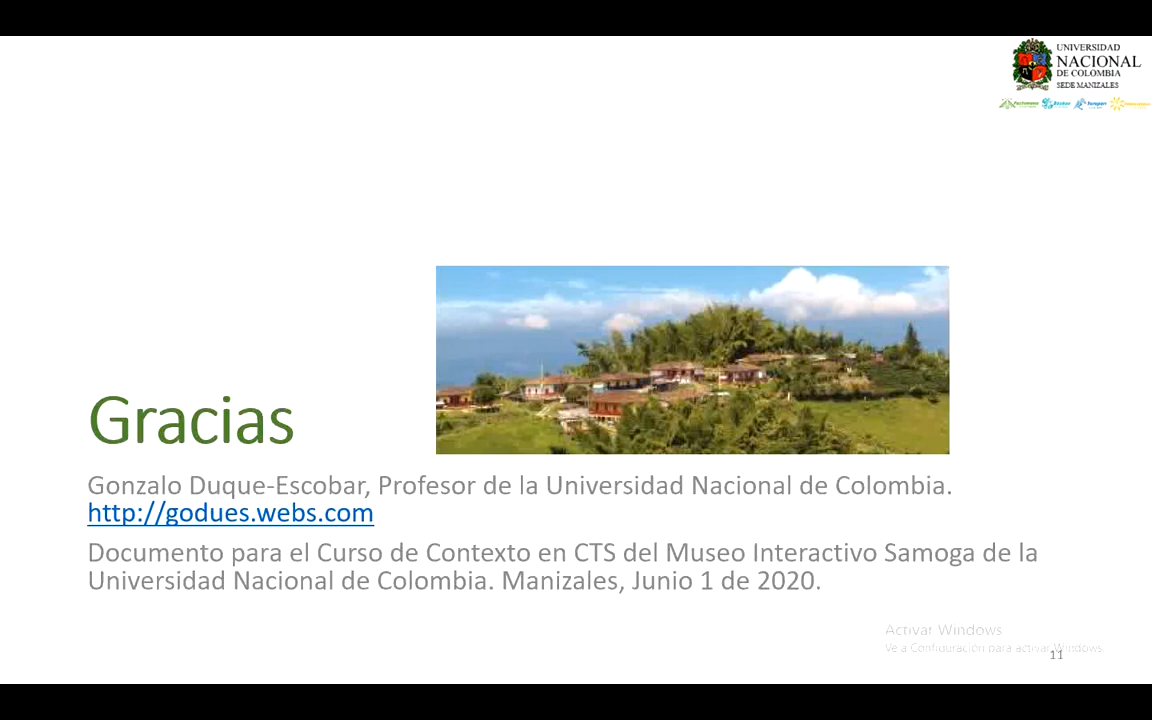 UNIVERSIDAD
NACIONAL
DE COLOMBIA
SEDE MANIZALES
Gracias
Gonzalo Duque-Escobar, Profesor de la Universidad Nacional de Colombia.
http://godues.webs.com
Documento para el Curso de Contexto en CTS del Museo Interactivo Samoga de la
Universidad Nacional de Colombia. Manizales, Junio 1 de 2020.
Activar Windows
Ve a Configuración para activar Windows.
11